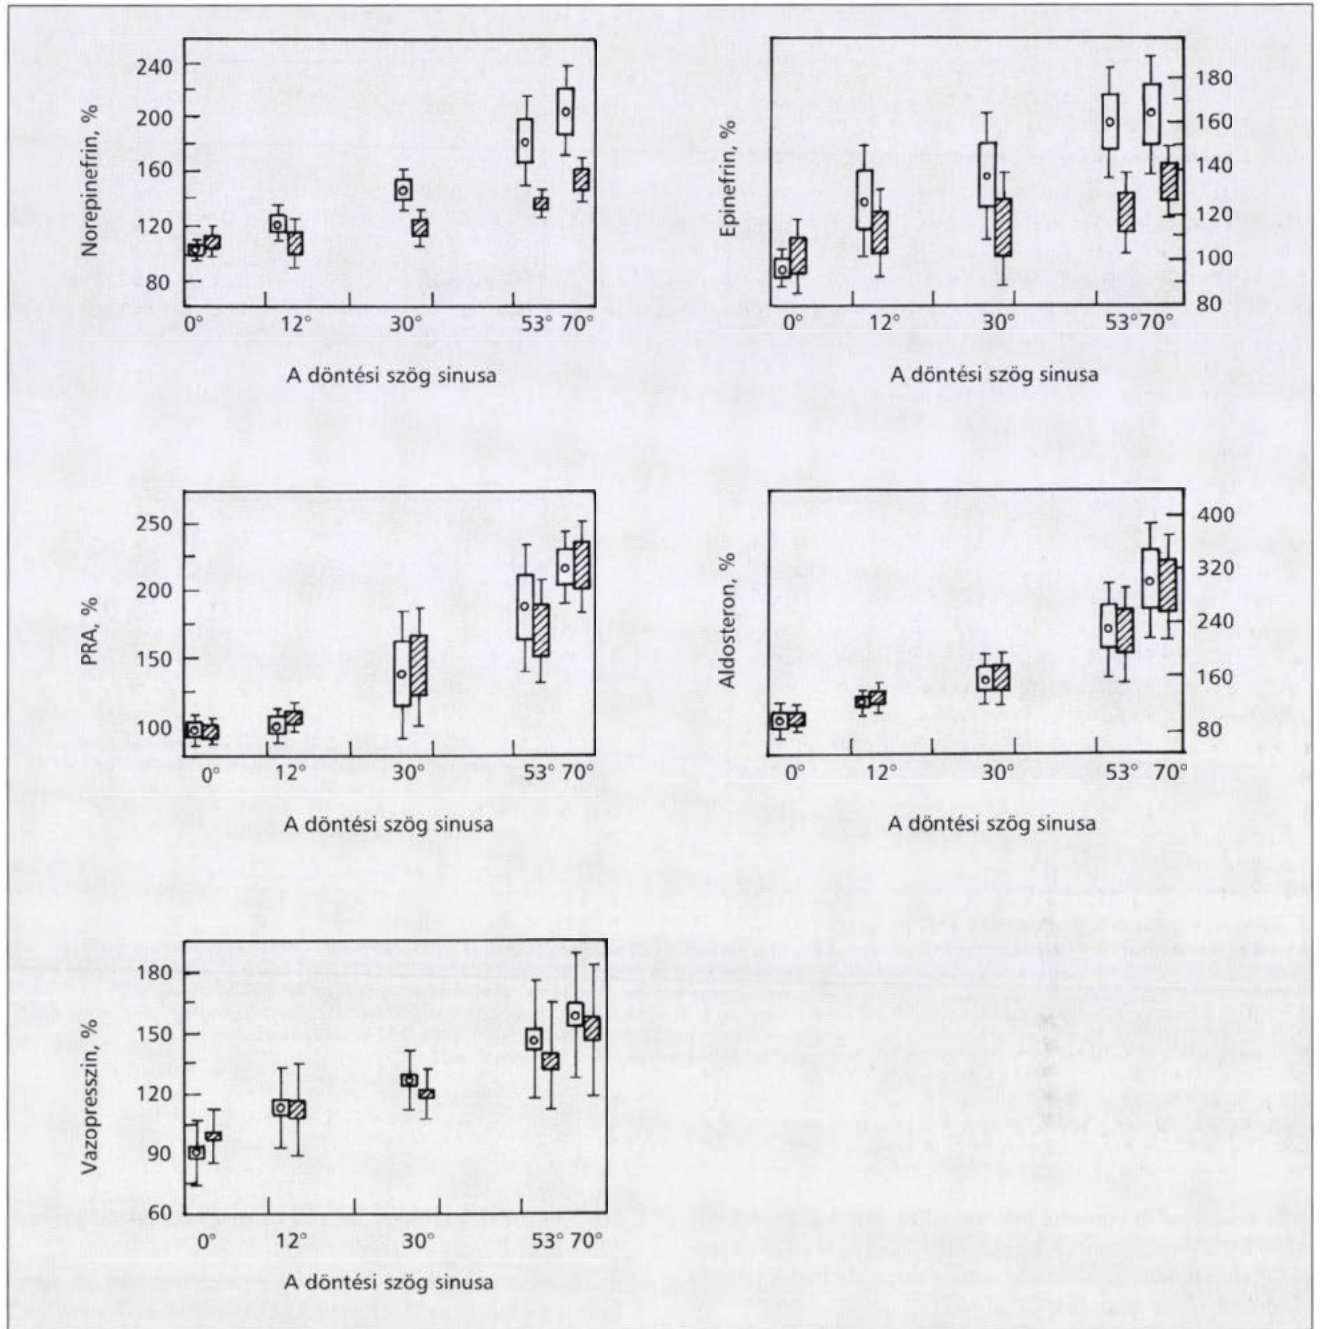 Norepinefrin, %
240
200
160
120
80
0° 12° 30° 53° 70°
A döntési szög sinusa
Epinefrin, %
180
160
140
120
100
80
0° 12° 30° 53° 70°
A döntési szög sinusa
PRA, %
250
200
150
100
0° 12° 30° 53° 70°
A döntési szög sinusa
Aldosteron, %
400
320
240
160
80
0° 12° 30° 53° 70°
A döntési szög sinusa
Vazopresszin, %
180
150
120
90
60
0° 12° 30° 53° 70°
A döntési szög sinusa